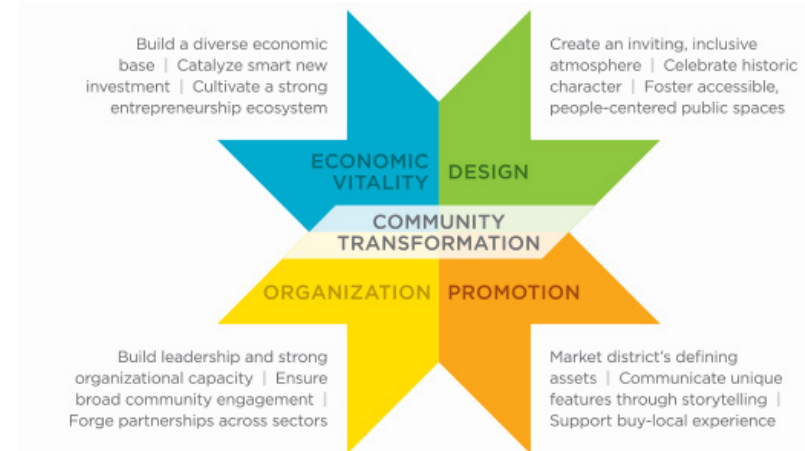 Build a diverse economic
base | Catalyze smart new
investment | Cultivate a strong
entrepreneurship ecosystem
Create an inviting, inclusive
atmosphere | Celebrate historic
character | Foster accessible,
people-centered public spaces
ECONOMIC
VITALITY
DESIGN
COMMUNITY
TRANSFORMATION
ORGANIZATION
PROMOTION
Build leadership and strong
organizational capacity | Ensure
broad community engagement |
Forge partnerships across sectors
Market district’s defining
assets | Communicate unique
features through storytelling |
Support buy-local experience